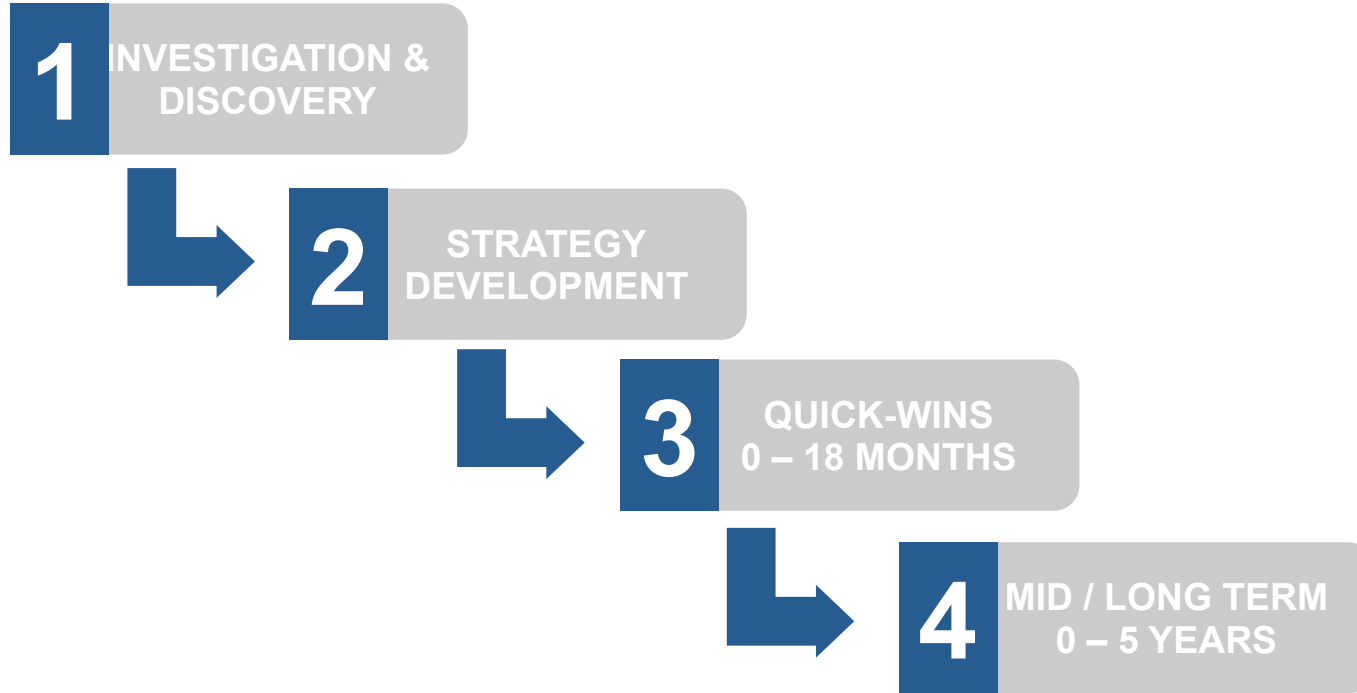 1
INVESTIGATION &
DISCOVERY
2
STRATEGY
DEVELOPMENT
3
QUICK-WINS
0 – 18 MONTHS
4
MID / LONG TERM
0 – 5 YEARS